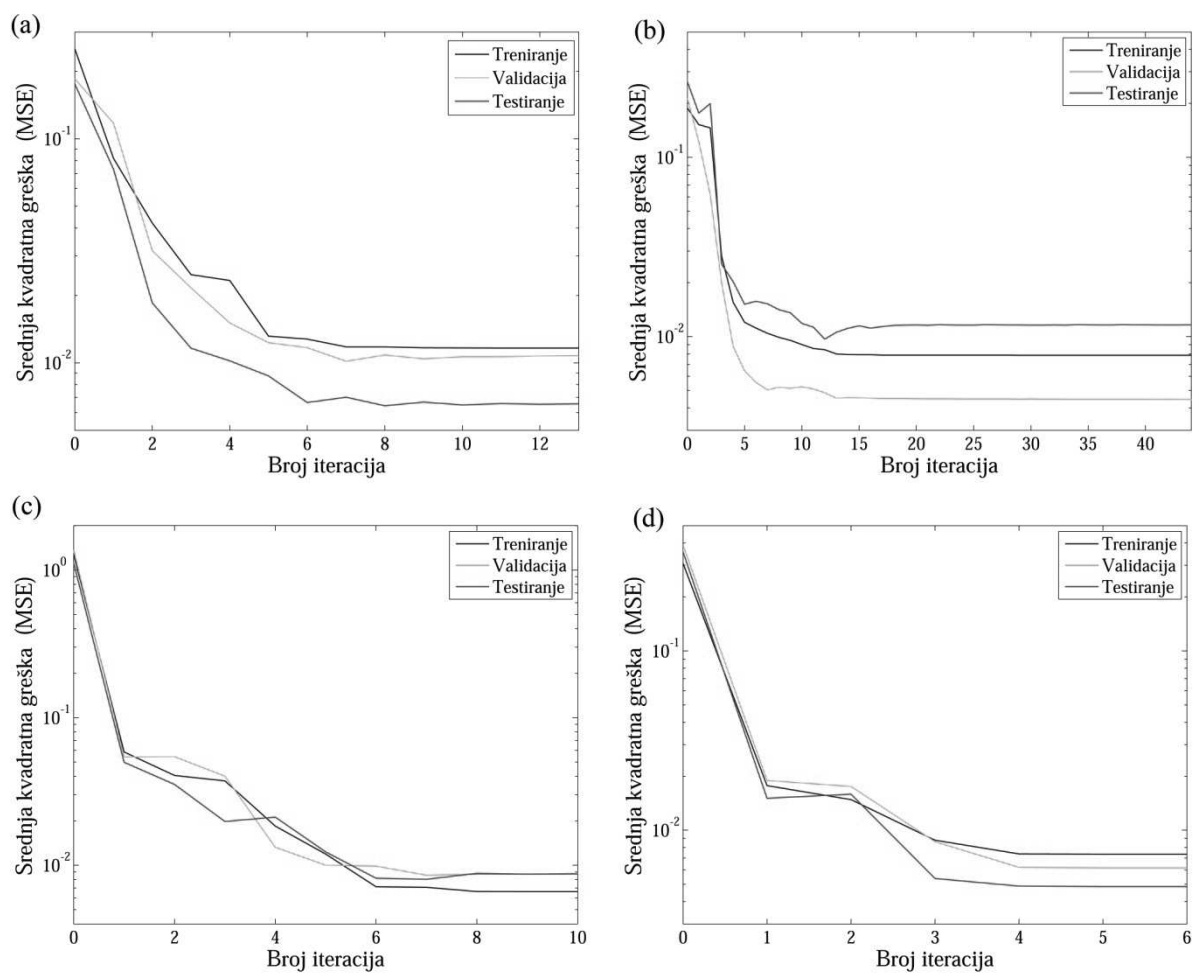 (a)
Srednja kvadratna greška (MSE)
10⁻¹
10⁻²
Treniranje
Validacija
Testiranje
0 2 4 6 8 10 12
Broj iteracija
(b)
Srednja kvadratna greška (MSE)
10⁻¹
10⁻²
Treniranje
Validacija
Testiranje
0 5 10 15 20 25 30 35 40
Broj iteracija
(c)
Srednja kvadratna greška (MSE)
10⁰
10⁻¹
10⁻²
Treniranje
Validacija
Testiranje
0 2 4 6 8 10
Broj iteracija
(d)
Srednja kvadratna greška (MSE)
10⁻¹
10⁻²
Treniranje
Validacija
Testiranje
0 1 2 3 4 5 6
Broj iteracija